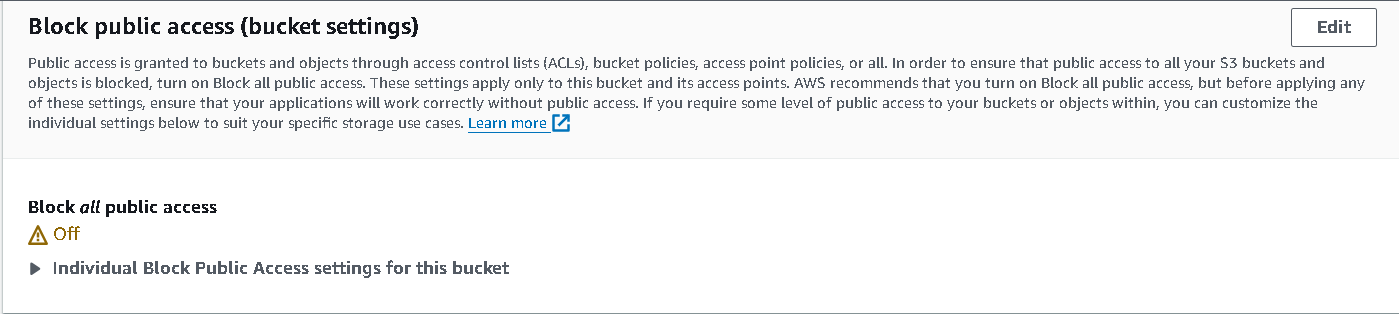 Block public access (bucket settings)
Edit
Public access is granted to buckets and objects through access control lists (ACLs), bucket policies, access point policies, or all. In order to ensure that public access to all your S3 buckets and
objects is blocked, turn on Block all public access. These settings apply only to this bucket and its access points. AWS recommends that you turn on Block all public access, but before applying any
of these settings, ensure that your applications will work correctly without public access. If you require some level of public access to your buckets or objects within, you can customize the
individual settings below to suit your specific storage use cases. Learn more
Block all public access
Off
Individual Block Public Access settings for this bucket